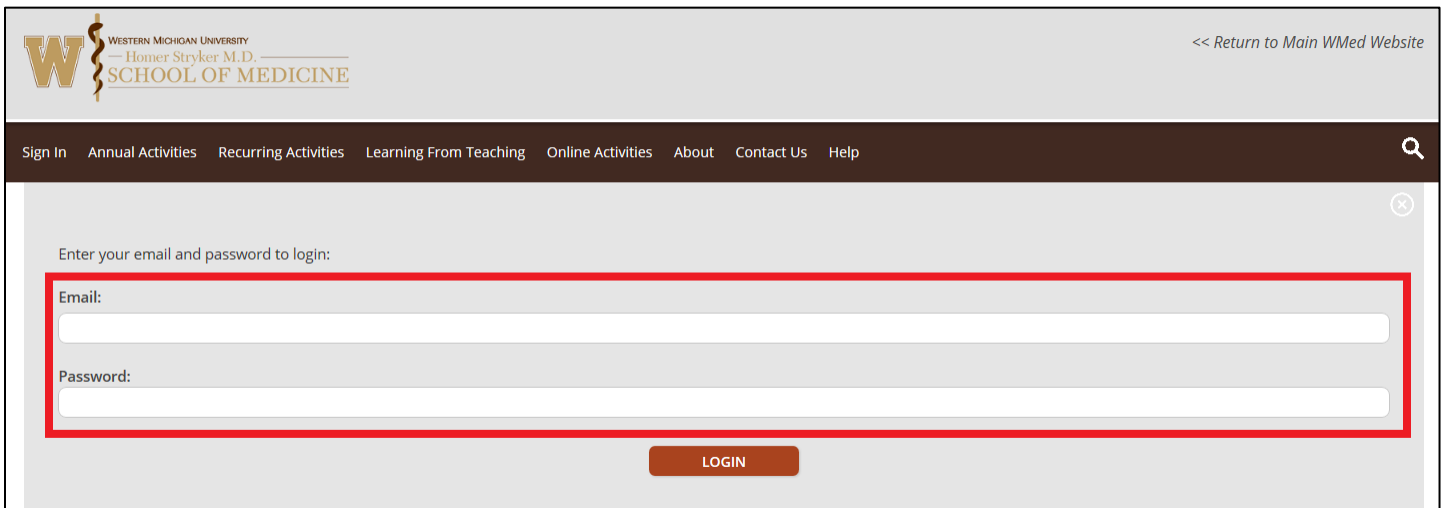 W
WESTERN MICHIGAN UNIVERSITY
Homer Stryker M.D.
SCHOOL OF MEDICINE
<< Return to Main WMed Website
Sign In Annual Activities Recurring Activities Learning From Teaching Online Activities About Contact Us Help
Enter your email and password to login:
Email:
Password:
LOGIN